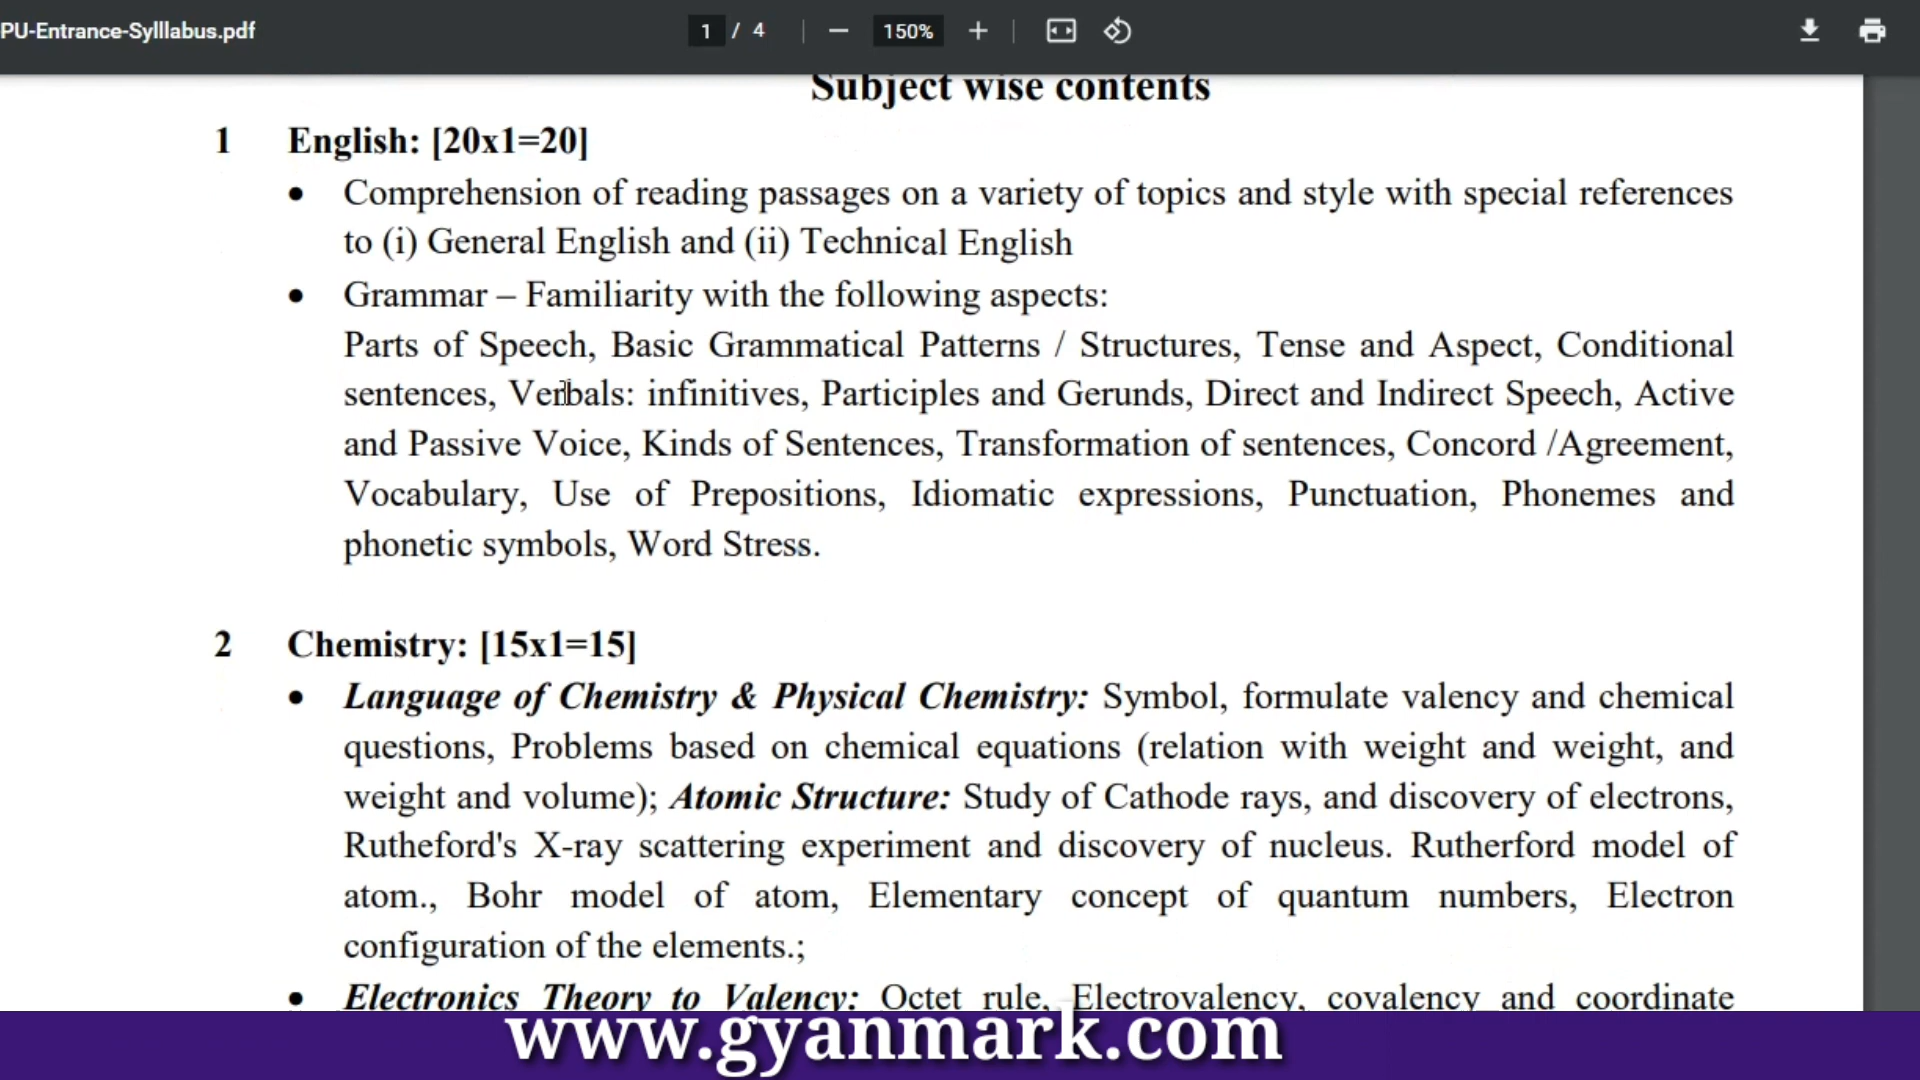 PU-Entrance-Sylllabus.pdf
1 / 4
150%
Subject wise contents
1 English: [20x1=20]
• Comprehension of reading passages on a variety of topics and style with special references
to (i) General English and (ii) Technical English
• Grammar – Familiarity with the following aspects:
Parts of Speech, Basic Grammatical Patterns / Structures, Tense and Aspect, Conditional
sentences, Verbals: infinitives, Participles and Gerunds, Direct and Indirect Speech, Active
and Passive Voice, Kinds of Sentences, Transformation of sentences, Concord /Agreement,
Vocabulary, Use of Prepositions, Idiomatic expressions, Punctuation, Phonemes and
phonetic symbols, Word Stress.
2 Chemistry: [15x1=15]
• Language of Chemistry & Physical Chemistry: Symbol, formulate valency and chemical
questions, Problems based on chemical equations (relation with weight and weight, and
weight and volume); Atomic Structure: Study of Cathode rays, and discovery of electrons,
Rutheford's X-ray scattering experiment and discovery of nucleus. Rutherford model of
atom., Bohr model of atom, Elementary concept of quantum numbers, Electron
configuration of the elements.;
• Electronics Theory to Valency: Octet rule, Electrovalency, covalency and coordinate
www.gyanmark.com